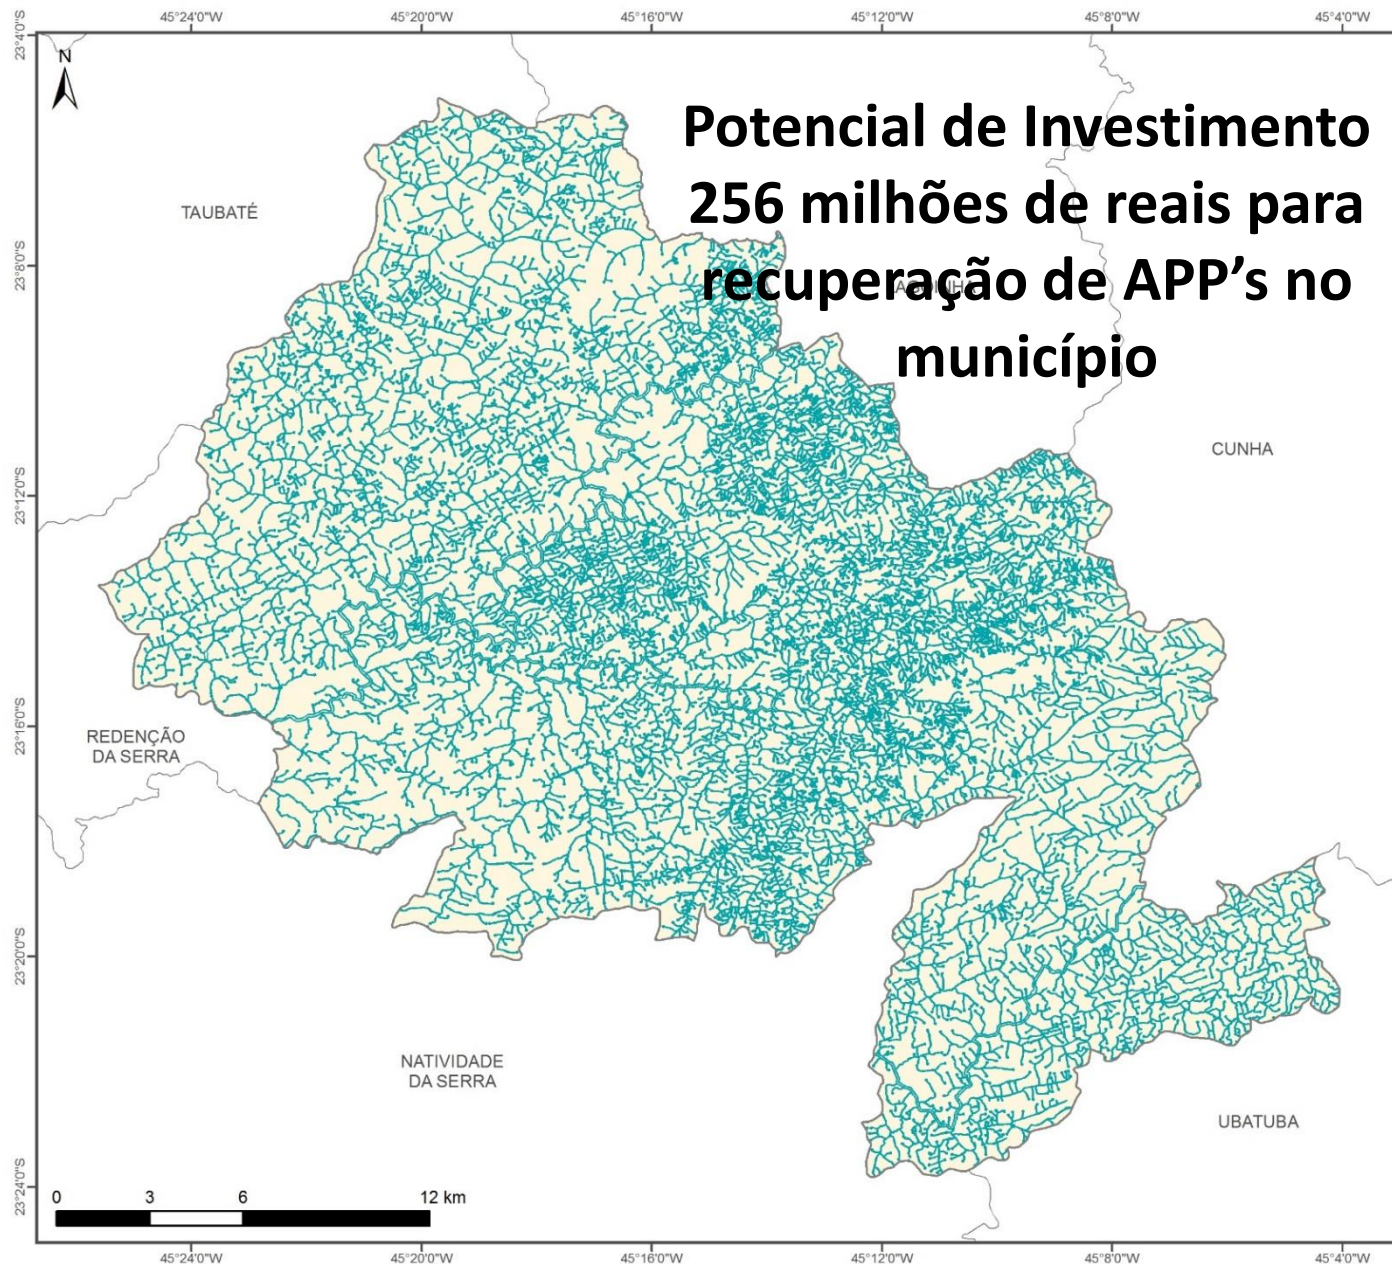 45°24'0"W 45°20'0"W 45°16'0"W 45°12'0"W 45°8'0"W 45°4'0"W
23°4'0"S
N
Potencial de Investimento
256 milhões de reais para
recuperação de APP’s no
município
TAUBATÉ
23°8'0"S
CUNHA
23°12'0"S
REDENÇÃO
DA SERRA
23°16'0"S
23°20'0"S
NATIVIDADE
DA SERRA
UBATUBA
23°24'0"S
0 3 6 12 km
45°24'0"W 45°20'0"W 45°16'0"W 45°12'0"W 45°8'0"W 45°4'0"W